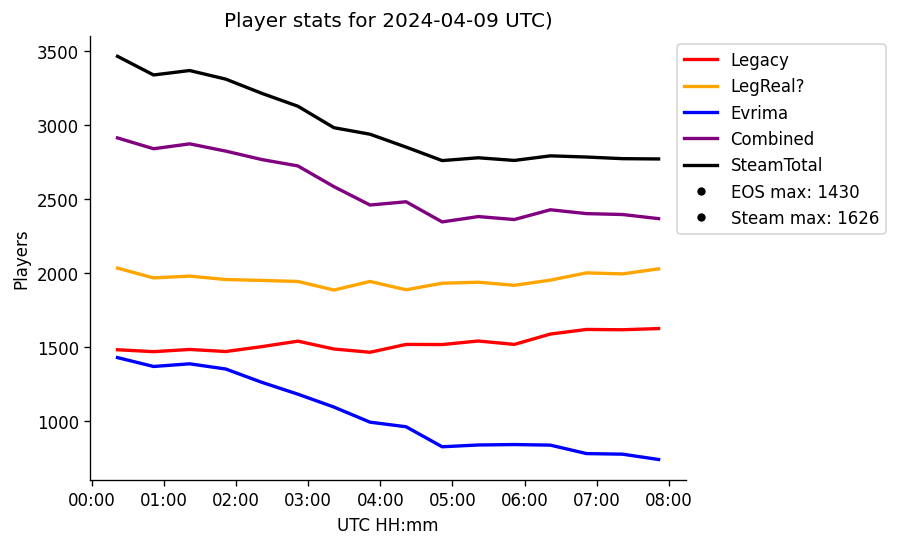 Player stats for 2024-04-09 UTC)
3500
3000
2500
2000
1500
1000
Players
00:00 01:00 02:00 03:00 04:00 05:00 06:00 07:00 08:00
UTC HH:mm
Legacy
LegReal?
Evrima
Combined
SteamTotal
EOS max: 1430
Steam max: 1626